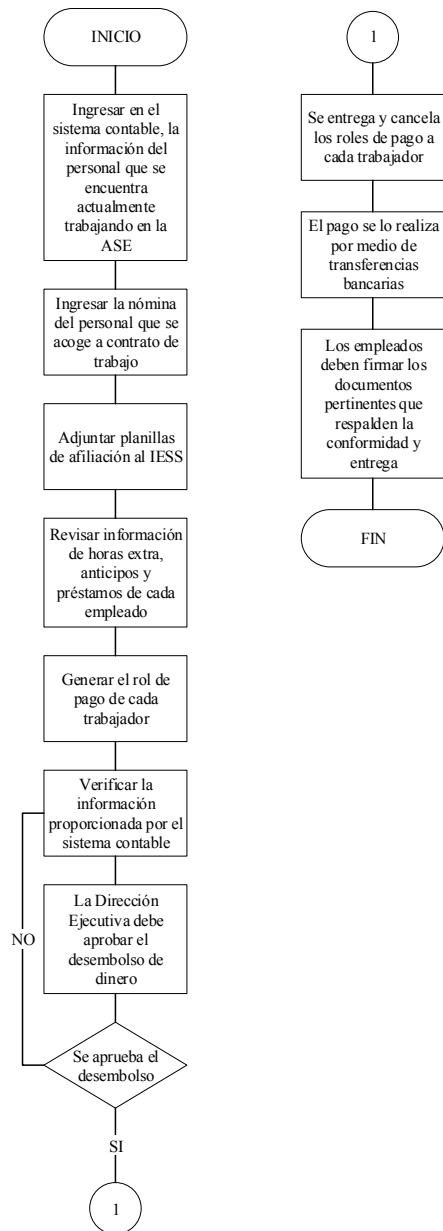 INICIO
Ingresar en el
sistema contable, la
información del
personal que se
encuentra
actualmente
trabajando en la
ASE
Ingresar la nómina
del personal que se
acoge a contrato de
trabajo
Adjuntar planillas
de afiliación al IESS
Revisar información
de horas extra,
anticipos y
préstamos de cada
empleado
Generar el rol de
pago de cada
trabajador
Verificar la
información
proporcionada por el
sistema contable
La Dirección
Ejecutiva debe
aprobar el
desembolso de
dinero
NO
Se aprueba el
desembolso
SI
1
1
Se entrega y cancela
los roles de pago a
cada trabajador
El pago se lo realiza
por medio de
transferencias
bancarias
Los empleados
deben firmar los
documentos
pertinentes que
respalden la
conformidad y
entrega
FIN